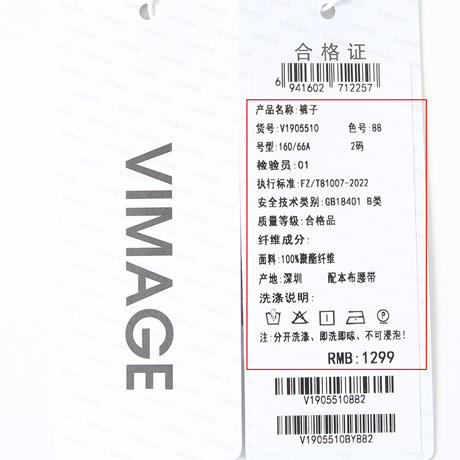 VIMAGE
合格证
6 941602 712257
产品名称:裤子
货号:V1905510 色号:88
号型:160/66A 2码
检验员:01
执行标准:FZ/T81007-2022
安全技术类别:GB18401 B类
质量等级:合格品
纤维成分:
面料:100%聚酯纤维
产地:深圳 配本布腰带
洗涤说明:
注:分开洗涤、即洗即晾、不可浸泡!
RMB:1299
V1905510882
V1905510BY882